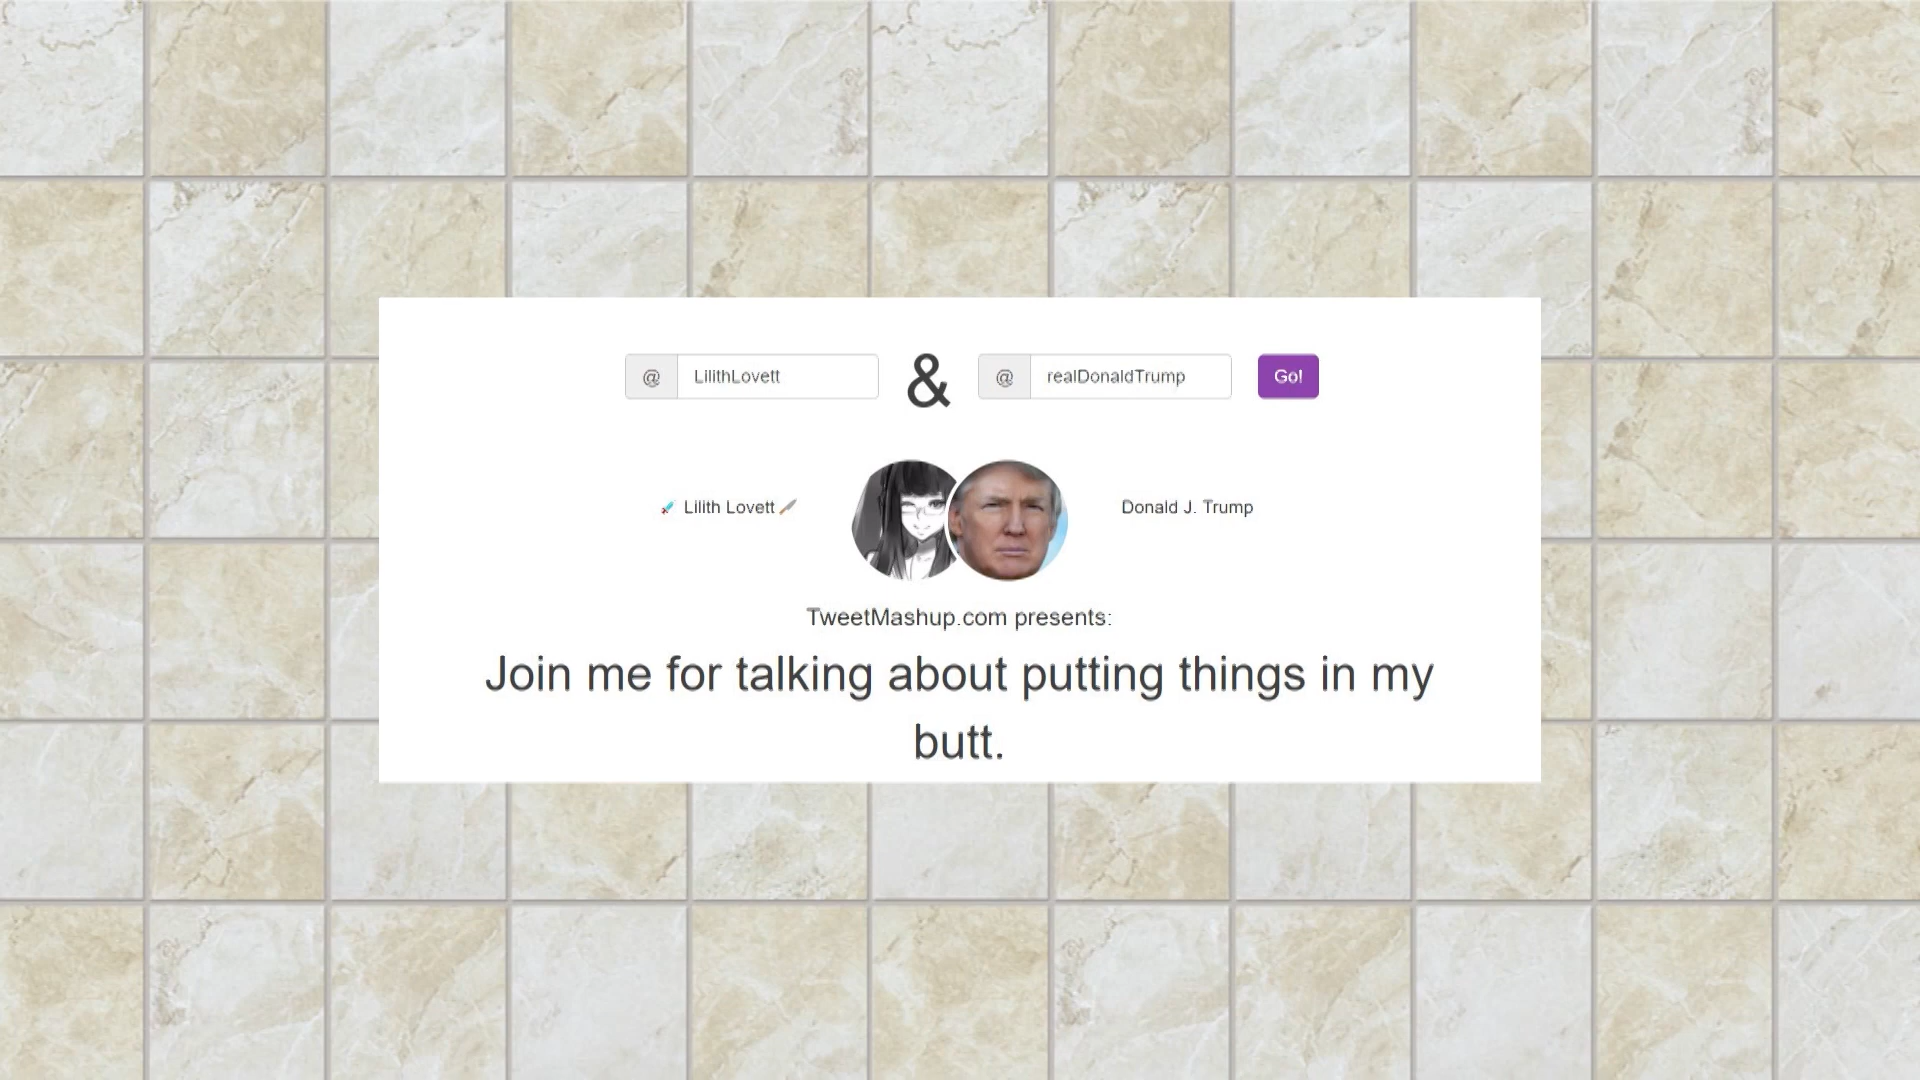 @ LilithLovett & @ realDonaldTrump Go!
Lilith Lovett Donald J. Trump
TweetMashup.com presents:
Join me for talking about putting things in my
butt.